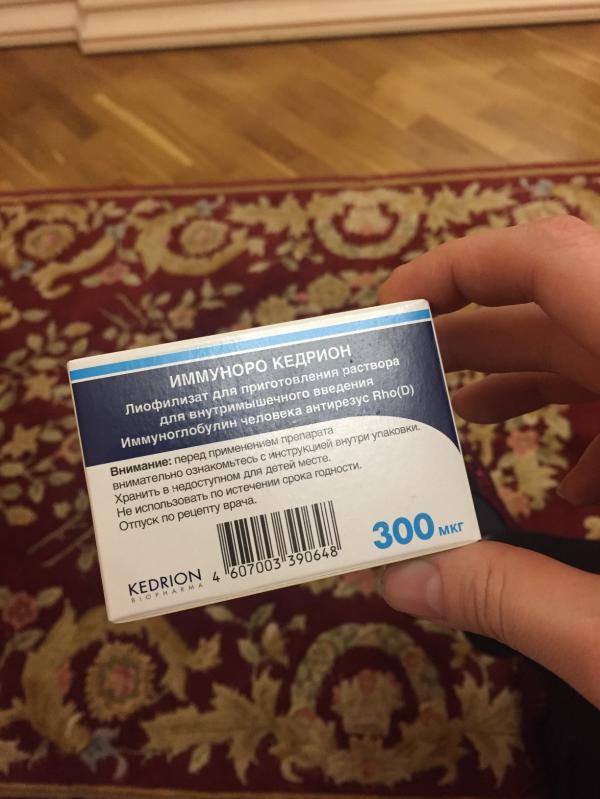 ИММУНОРО КЕДРИОН
Лиофилизат для приготовления раствора
для внутримышечного введения
Иммуноглобулин человека антирезус Rho(D)
Внимание: перед применением препарата
внимательно ознакомьтесь с инструкцией внутри упаковки.
Хранить в недоступном для детей месте.
Не использовать по истечении срока годности.
Отпуск по рецепту врача.
4 607003 390648
300 мкг
KEDRION
BIOPHARMA